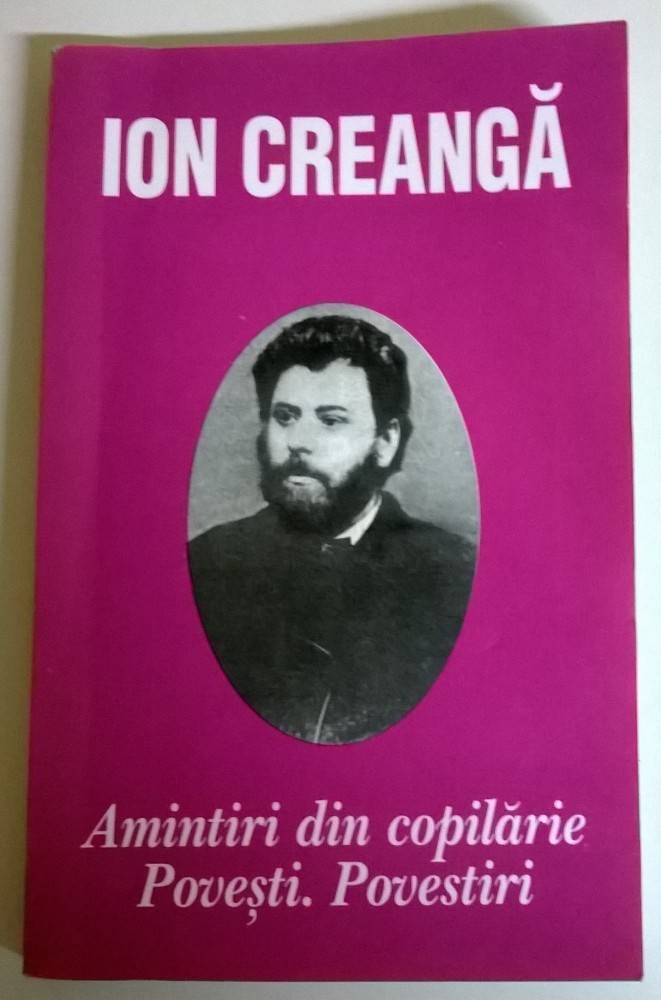 ION CREANGĂ
Amintiri din copilărie
Povești. Povestiri